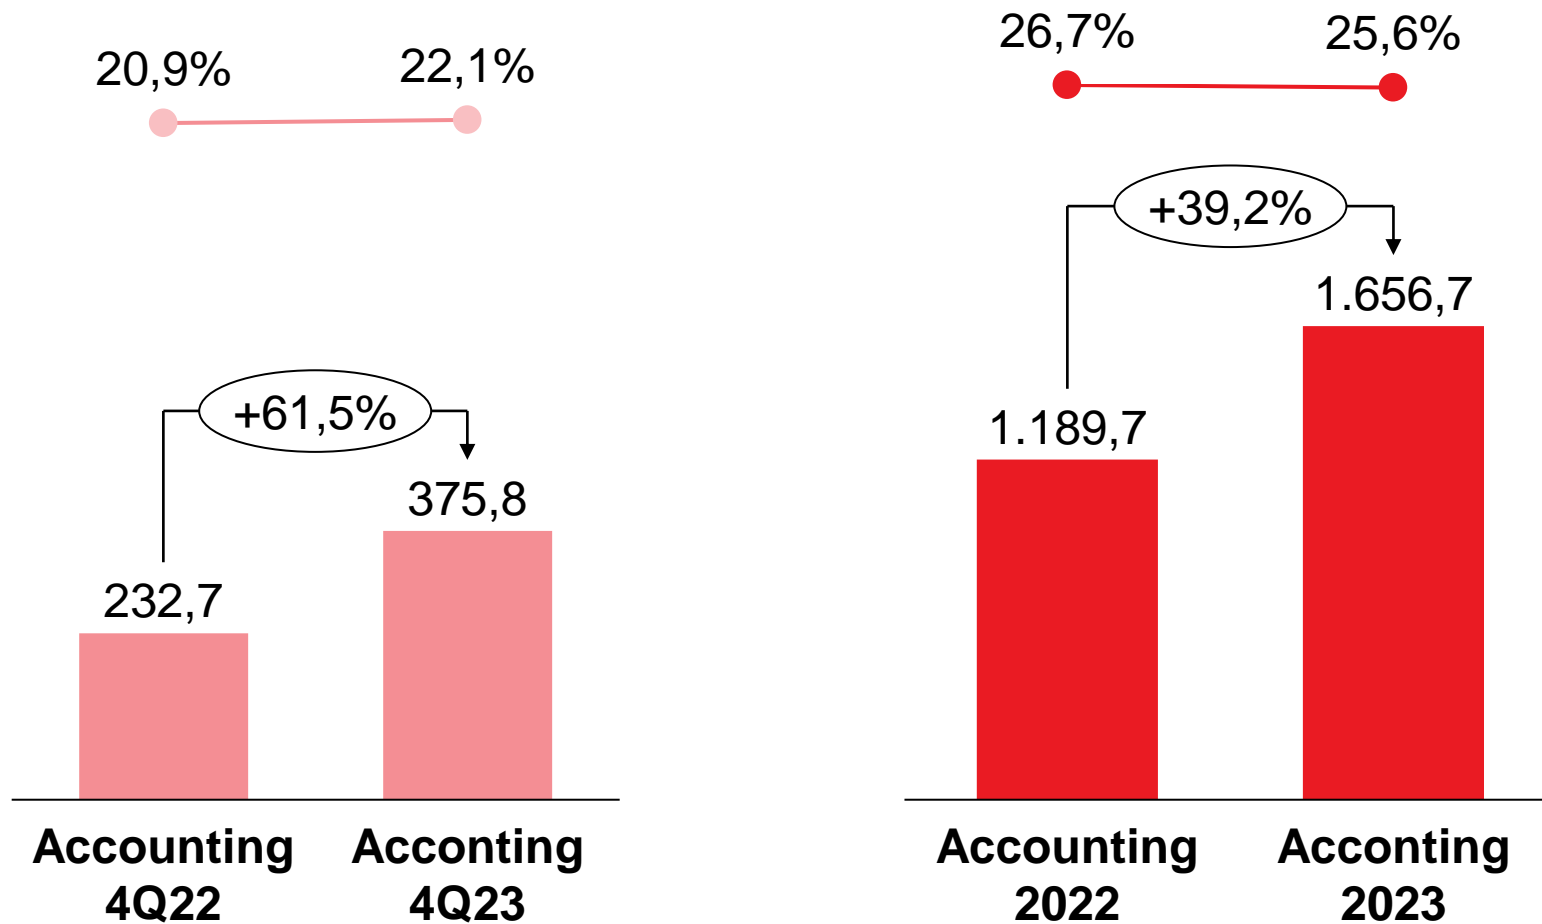 20,9%
22,1%
+61,5%
232,7
375,8
Accounting
4Q22
Acconting
4Q23
26,7%
25,6%
+39,2%
1.189,7
1.656,7
Accounting
2022
Acconting
2023